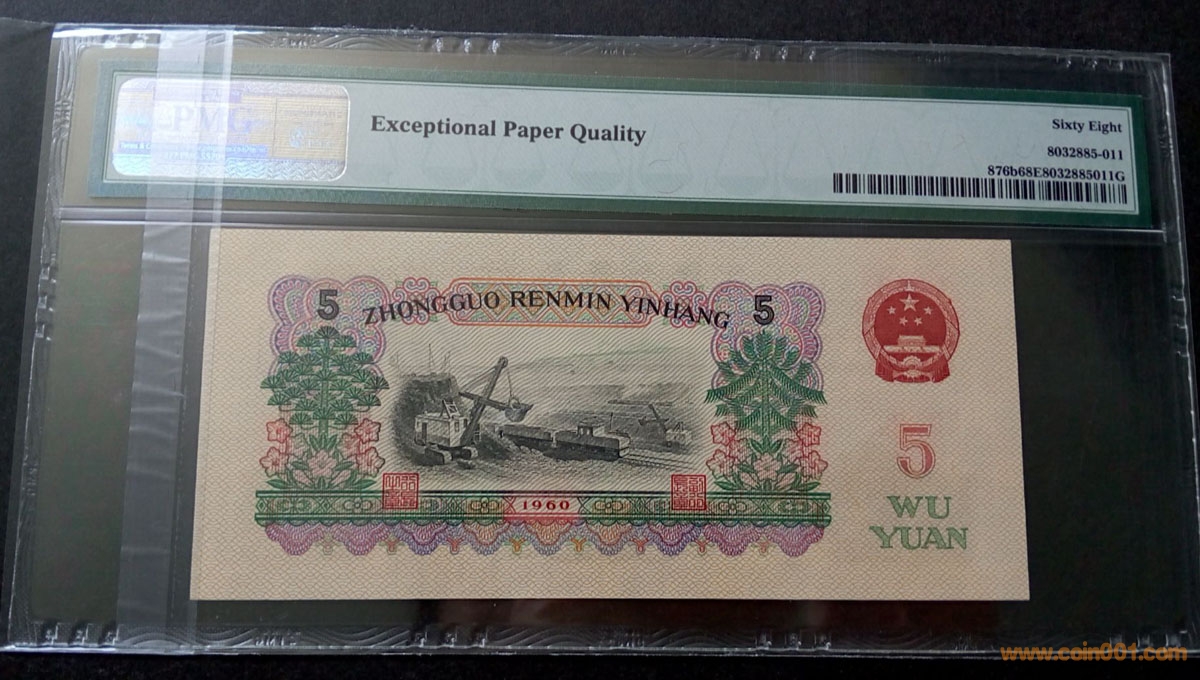 PMG
Exceptional Paper Quality
Sixty Eight
8032885-011
876b68E8032885011G
5 ZHONGGUO RENMIN YINHANG 5
5
1960
WU
YUAN
www.coin001.com